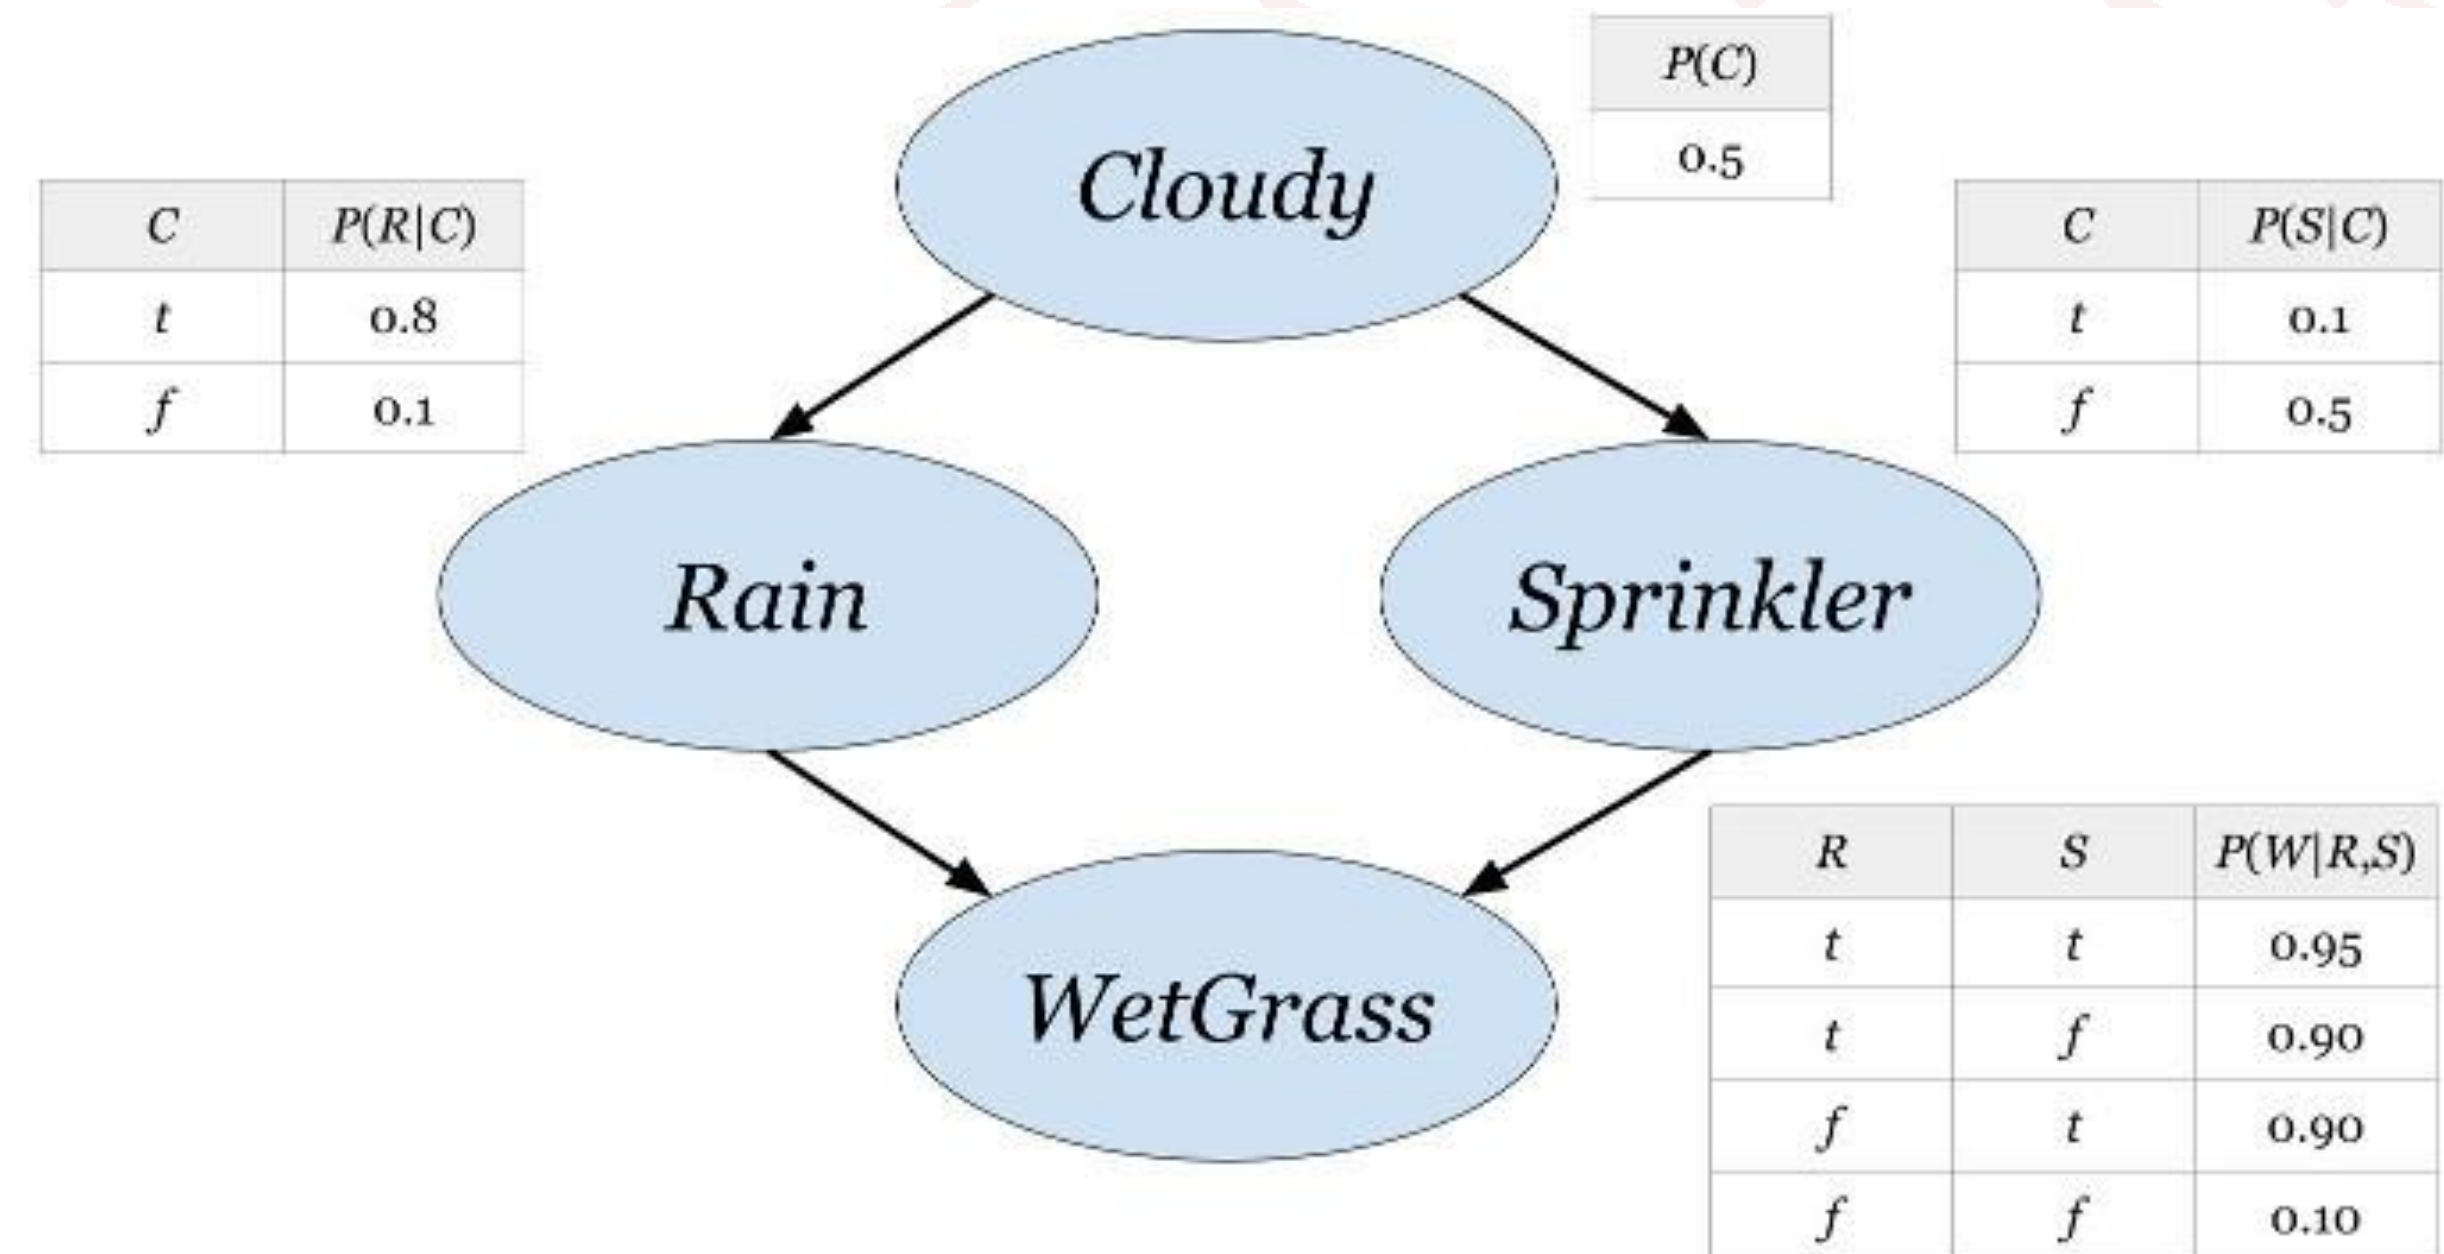 P(C)
0.5
Cloudy
C P(R|C)
t 0.8
f 0.1
C P(S|C)
t 0.1
f 0.5
Rain
Sprinkler
WetGrass
R S P(W|R,S)
t t 0.95
t f 0.90
f t 0.90
f f 0.10